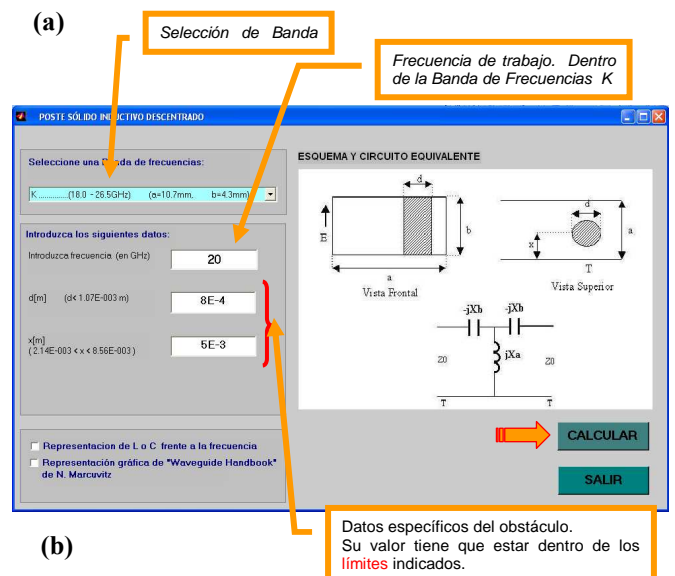 (a)
Selección de Banda
Frecuencia de trabajo. Dentro
de la Banda de Frecuencias K
POSTE SÓLIDO INDUCTIVO DESCENTRADO
Seleccione una Banda de frecuencias:
K..............(18.0 - 26.5GHz) (a=10.7mm, b=4.3mm)
Introduzca los siguientes datos:
Introduzca frecuencia (en GHz)
20
d[m] (d< 1.07E-003 m)
8E-4
x[m]
( 2.14E-003 < x < 8.56E-003 )
5E-3
Representacion de L o C frente a la frecuencia
Representación gráfica de "Waveguide Handbook"
de N. Marcuvitz
ESQUEMA Y CIRCUITO EQUIVALENTE
d
b
a
Vista Frontal
d
x
a
T
Vista Superior
-jXb -jXb
Z0 jXa Z0
T T
CALCULAR
SALIR
(b)
Datos específicos del obstáculo.
Su valor tiene que estar dentro de los
límites indicados.